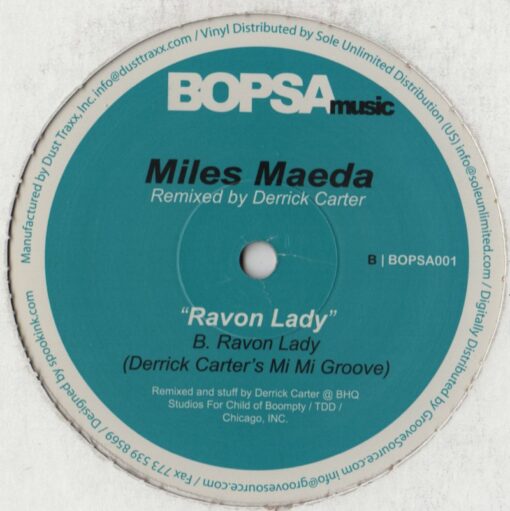 BOPSAmusic
Miles Maeda
Remixed by Derrick Carter
B | BOPSA001
“Ravon Lady”
B. Ravon Lady
(Derrick Carter's Mi Mi Groove)
Remixed and stuff by Derrick Carter @ BHQ
Studios For Child of Boompty / TDD /
Chicago, INC.
Manufactured by Dust Traxx, Inc. info@dusttraxx.com / Vinyl Distributed by Sole Unlimited Distribution (US) Info@soleunlimited.com / Digitally Distributed by GrooveSource.com info@groovesource.com / Fax 773 539 8569 / Designed by spookink.com